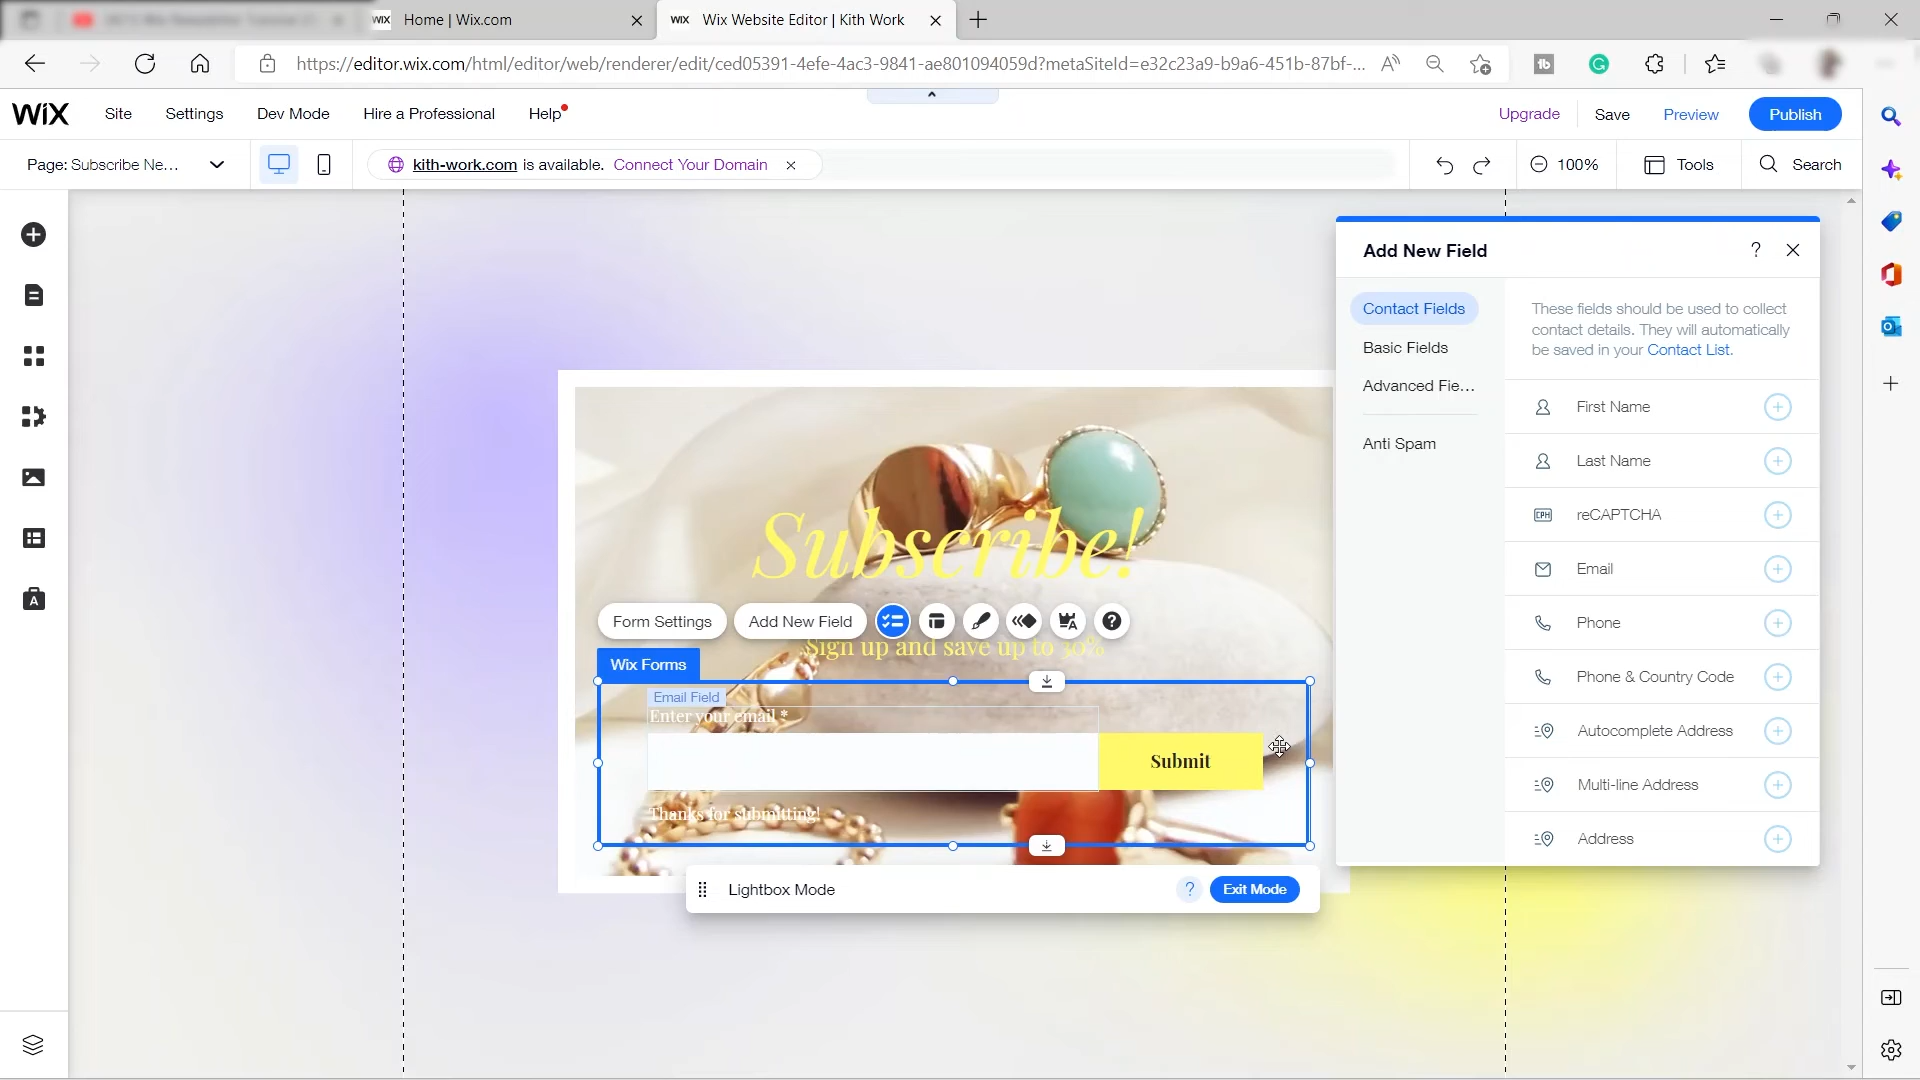 WIX Home | Wix.com
WIX Wix Website Editor | Kith Work
https://editor.wix.com/html/editor/web/renderer/edit/ced05391-4efe-4ac3-9841-ae801094059d?metaSiteId=e32c23a9-b9a6-451b-87bf-...
WiX Site Settings Dev Mode Hire a Professional Help Upgrade Save Preview Publish
Page: Subscribe Ne... kith-work.com is available. Connect Your Domain 100% Tools Search
Add New Field ?
Contact Fields
Basic Fields
Advanced Fie...
Anti Spam
These fields should be used to collect
contact details. They will automatically
be saved in your Contact List.
First Name
Last Name
CPH reCAPTCHA
Email
Phone
Phone & Country Code
Autocomplete Address
Multi-line Address
Address
Subscribe!
Form Settings Add New Field ?
Sign up and save up to 30%
Wix Forms
Email Field
Enter your email *
Submit
Thanks for submitting!
Lightbox Mode ? Exit Mode